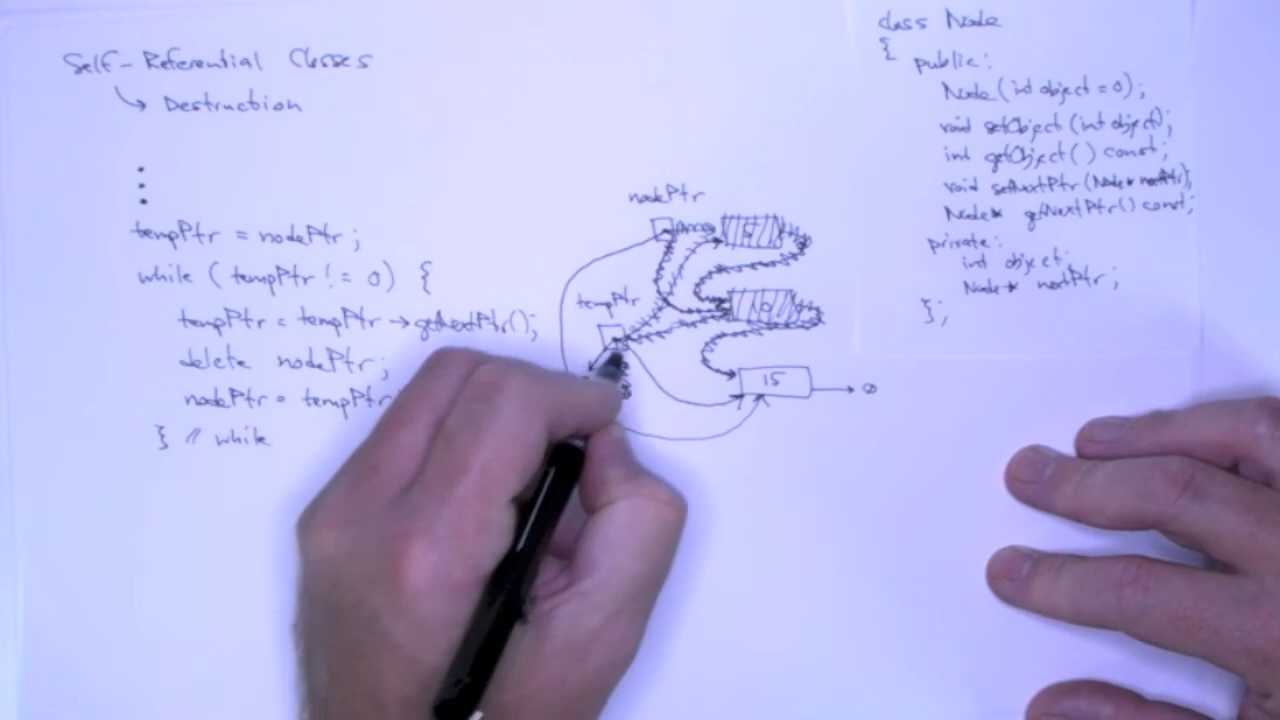 Self-Referential Classes
↳ Destruction
tempPtr = nodePtr;
while (tempPtr != 0) {
tempPtr = tempPtr → getNextPtr();
delete nodePtr;
nodePtr = tempPtr
} // while
nodePtr
tempPtr
15
0
class Node
{
public:
Node(int object = 0);
void setObject(int object);
int getObject() const;
void setNextPtr(Node* nextPtr);
Node* getNextPtr() const;
private:
int object;
Node* nextPtr;
};